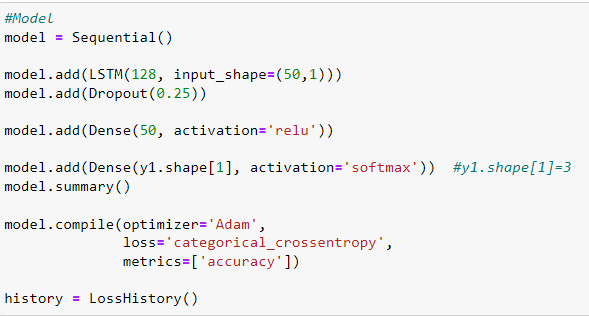 #Model
model = Sequential()
model.add(LSTM(128, input_shape=(50,1)))
model.add(Dropout(0.25))
model.add(Dense(50, activation='relu'))
model.add(Dense(y1.shape[1], activation='softmax'))  #y1.shape[1]=3
model.summary()
model.compile(optimizer='Adam',
              loss='categorical_crossentropy',
              metrics=['accuracy'])
history = LossHistory()